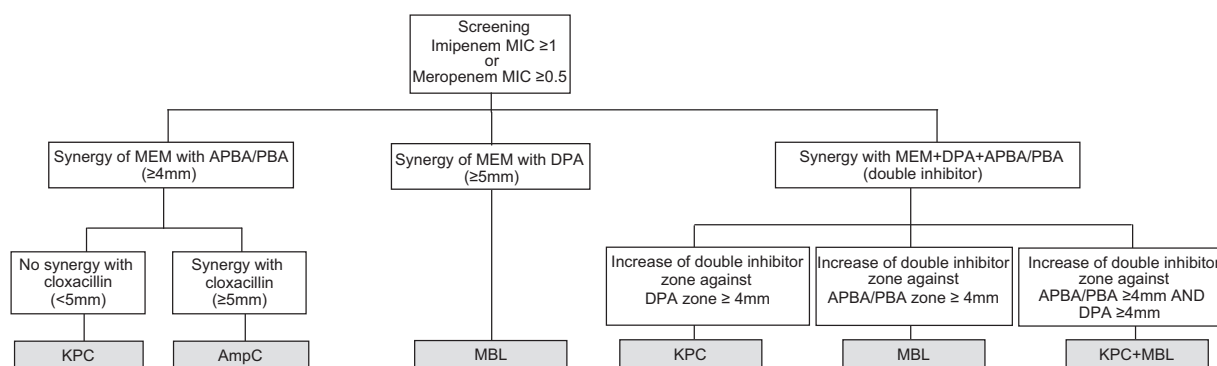 Screening
Imipenem MIC ≥1
or
Meropenem MIC ≥0.5
Synergy of MEM with APBA/PBA
(≥4mm)
Synergy of MEM with DPA
(≥5mm)
Synergy with MEM+DPA+APBA/PBA
(double inhibitor)
No synergy with
cloxacillin
(<5mm)
Synergy with
cloxacillin
(≥5mm)
Increase of double inhibitor
zone against
DPA zone ≥ 4mm
Increase of double inhibitor
zone against
APBA/PBA zone ≥ 4mm
Increase of double inhibitor
zone against
APBA/PBA ≥4mm AND
DPA ≥4mm
KPC
AmpC
MBL
KPC
MBL
KPC+MBL